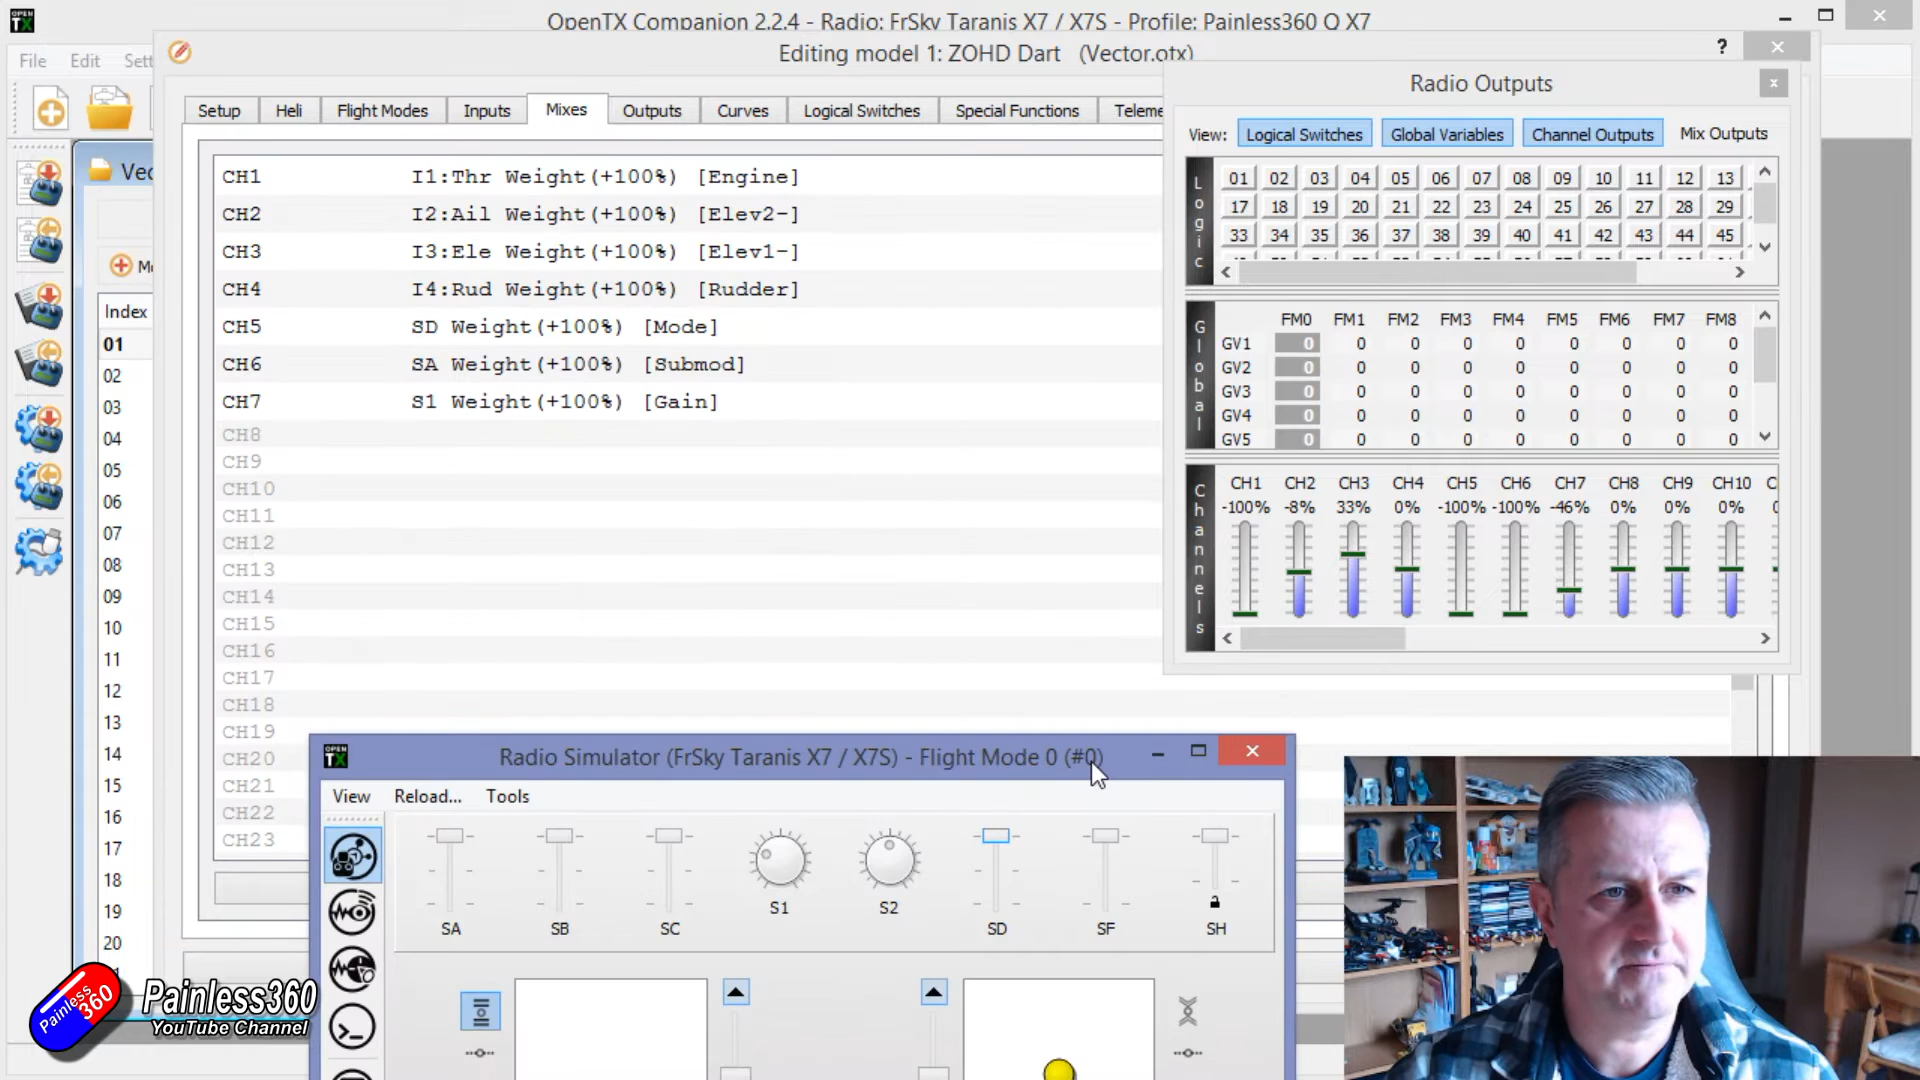 OpenTX Companion 2.2.4 - Radio: FrSky Taranis X7 / X7S - Profile: Painless360 Q X7
File Edit Sett
Editing model 1: ZOHD Dart (Vector.otx)
?
Setup Heli Flight Modes Inputs Mixes Outputs Curves Logical Switches Special Functions Teleme
Vec
Mo
Index
01
02
03
04
05
06
07
08
09
10
11
12
13
14
15
16
17
18
19
20
CH1 I1:Thr Weight(+100%) [Engine]
CH2 I2:Ail Weight(+100%) [Elev2-]
CH3 I3:Ele Weight(+100%) [Elev1-]
CH4 I4:Rud Weight(+100%) [Rudder]
CH5 SD Weight(+100%) [Mode]
CH6 SA Weight(+100%) [Submod]
CH7 S1 Weight(+100%) [Gain]
CH8
CH9
CH10
CH11
CH12
CH13
CH14
CH15
CH16
CH17
CH18
CH19
CH20
CH21
CH22
CH23
Radio Outputs
View: Logical Switches Global Variables Channel Outputs Mix Outputs
Logic
01 02 03 04 05 06 07 08 09 10 11 12 13
17 18 19 20 21 22 23 24 25 26 27 28 29
33 34 35 36 37 38 39 40 41 42 43 44 45
Global
FM0 FM1 FM2 FM3 FM4 FM5 FM6 FM7 FM8
GV1 0 0 0 0 0 0 0 0 0
GV2 0 0 0 0 0 0 0 0 0
GV3 0 0 0 0 0 0 0 0 0
GV4 0 0 0 0 0 0 0 0 0
GV5 0 0 0 0 0 0 0 0 0
Channels
CH1 CH2 CH3 CH4 CH5 CH6 CH7 CH8 CH9 CH10 C
-100% -8% 33% 0% -100% -100% -46% 0% 0% 0%
OPEN TX
Radio Simulator (FrSky Taranis X7 / X7S) - Flight Mode 0 (#0)
View Reload... Tools
S1 S2
SA SB SC SD SF SH
Painless 360
Painless360
YouTube Channel